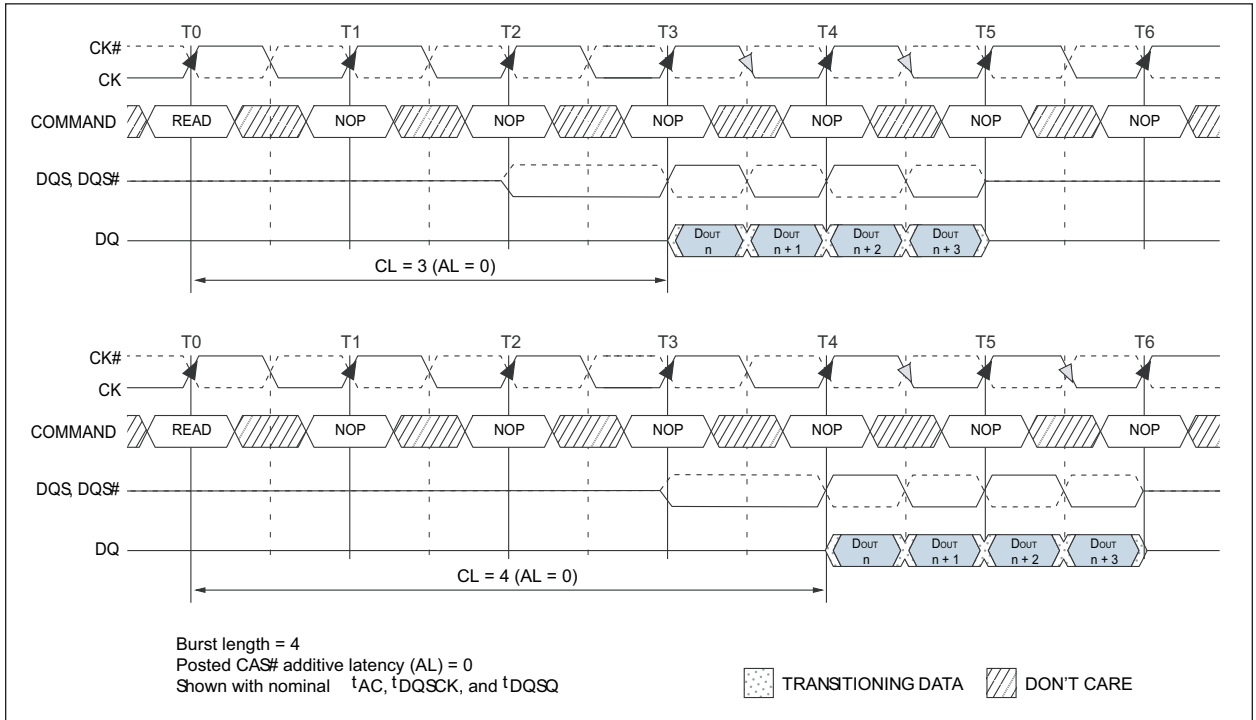 T0 T1 T2 T3 T4 T5 T6
CK#
CK
COMMAND READ NOP NOP NOP NOP NOP NOP
DQS, DQS#
DQ DOUT n DOUT n + 1 DOUT n + 2 DOUT n + 3
CL = 3 (AL = 0)
T0 T1 T2 T3 T4 T5 T6
CK#
CK
COMMAND READ NOP NOP NOP NOP NOP NOP
DQS, DQS#
DQ DOUT n DOUT n + 1 DOUT n + 2 DOUT n + 3
CL = 4 (AL = 0)
Burst length = 4
Posted CAS# additive latency (AL) = 0
Shown with nominal tAC, tDQSCK, and tDQSQ
TRANSITIONING DATA DON'T CARE